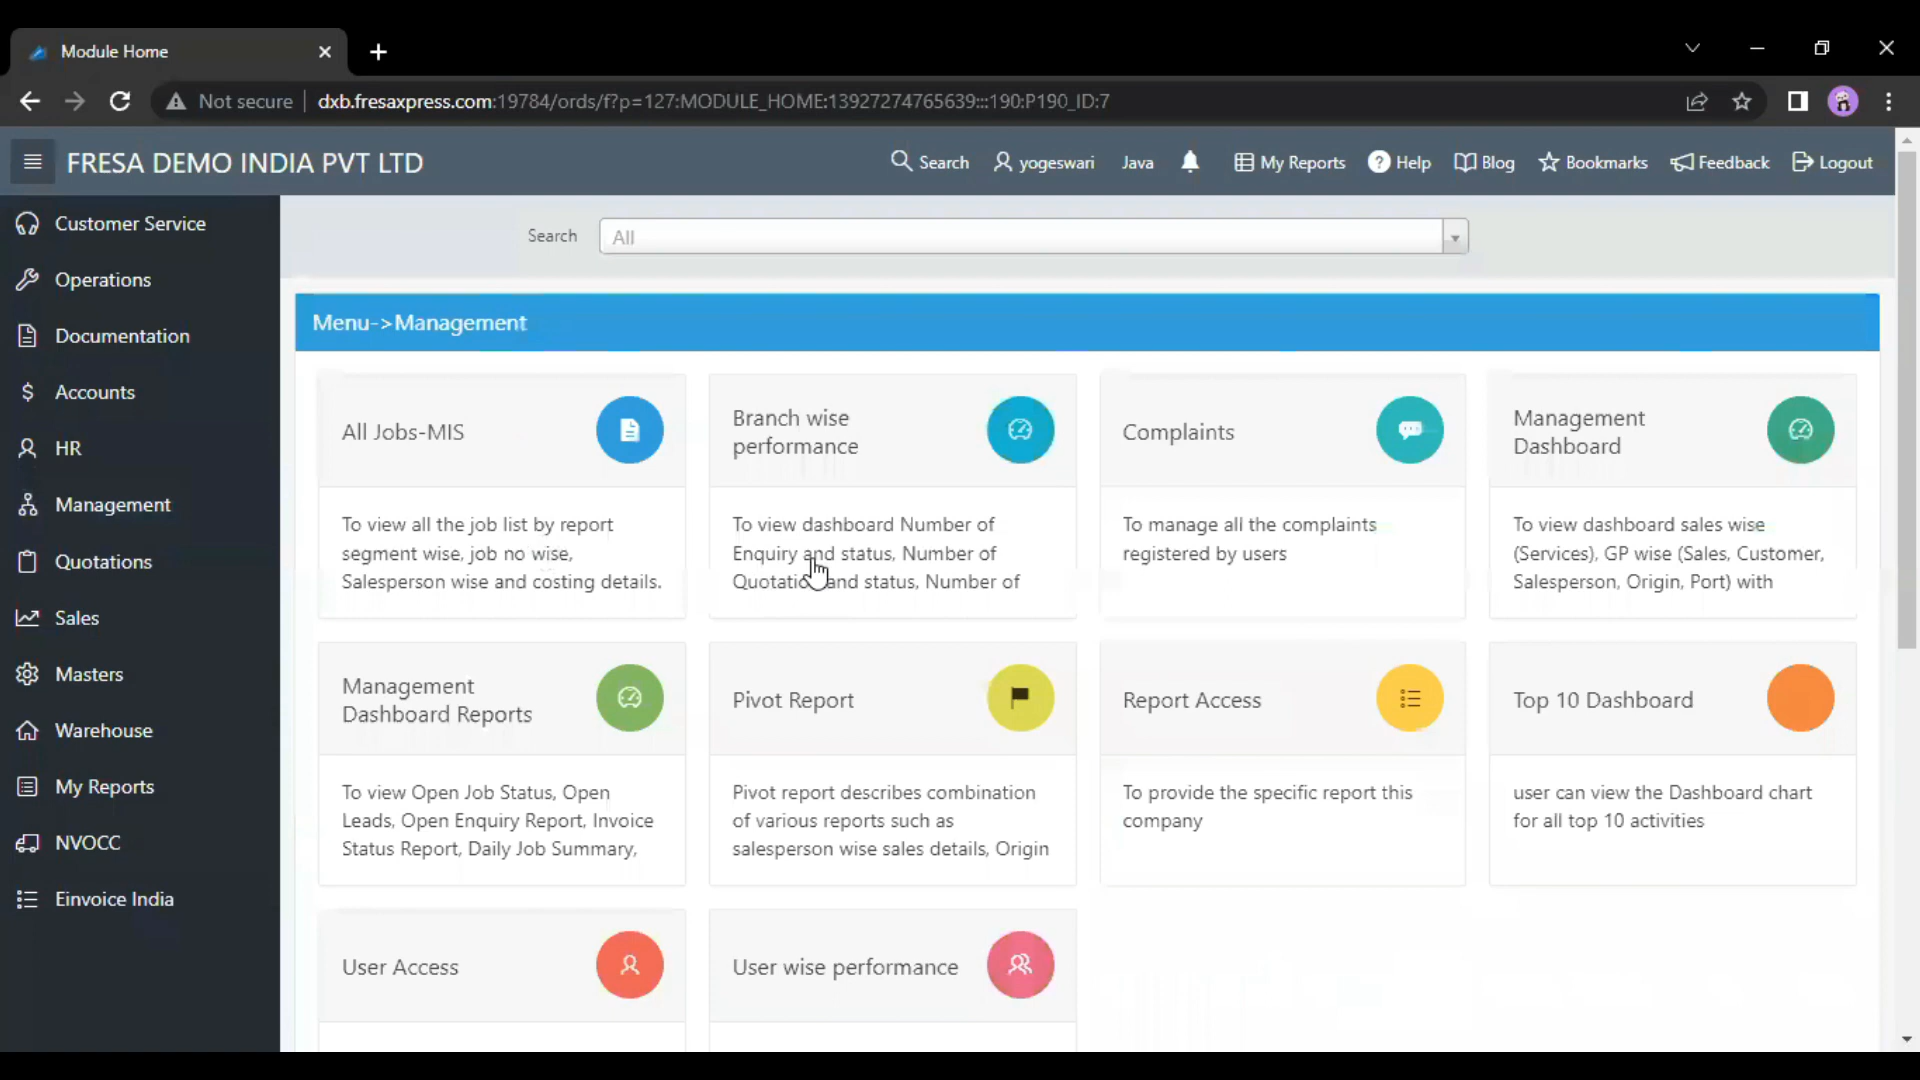 Module Home
Not secure
dxb.fresaxpress.com:19784/ords/f?p=127:MODULE_HOME:13927274765639:::190:P190_ID:7
FRESA DEMO INDIA PVT LTD
Search
yogeswari
Java
My Reports
Help
Blog
Bookmarks
Feedback
Logout
Customer Service
Operations
Documentation
Accounts
HR
Management
Quotations
Sales
Masters
Warehouse
My Reports
NVOCC
Einvoice India
Search
All
Menu->Management
All Jobs-MIS
To view all the job list by report
segment wise, job no wise,
Salesperson wise and costing details.
Branch wise
performance
To view dashboard Number of
Enquiry and status, Number of
Quotation and status, Number of
Complaints
To manage all the complaints
registered by users
Management
Dashboard
To view dashboard sales wise
(Services), GP wise (Sales, Customer,
Salesperson, Origin, Port) with
Management
Dashboard Reports
To view Open Job Status, Open
Leads, Open Enquiry Report, Invoice
Status Report, Daily Job Summary,
Pivot Report
Pivot report describes combination
of various reports such as
salesperson wise sales details, Origin
Report Access
To provide the specific report this
company
Top 10 Dashboard
user can view the Dashboard chart
for all top 10 activities
User Access
User wise performance